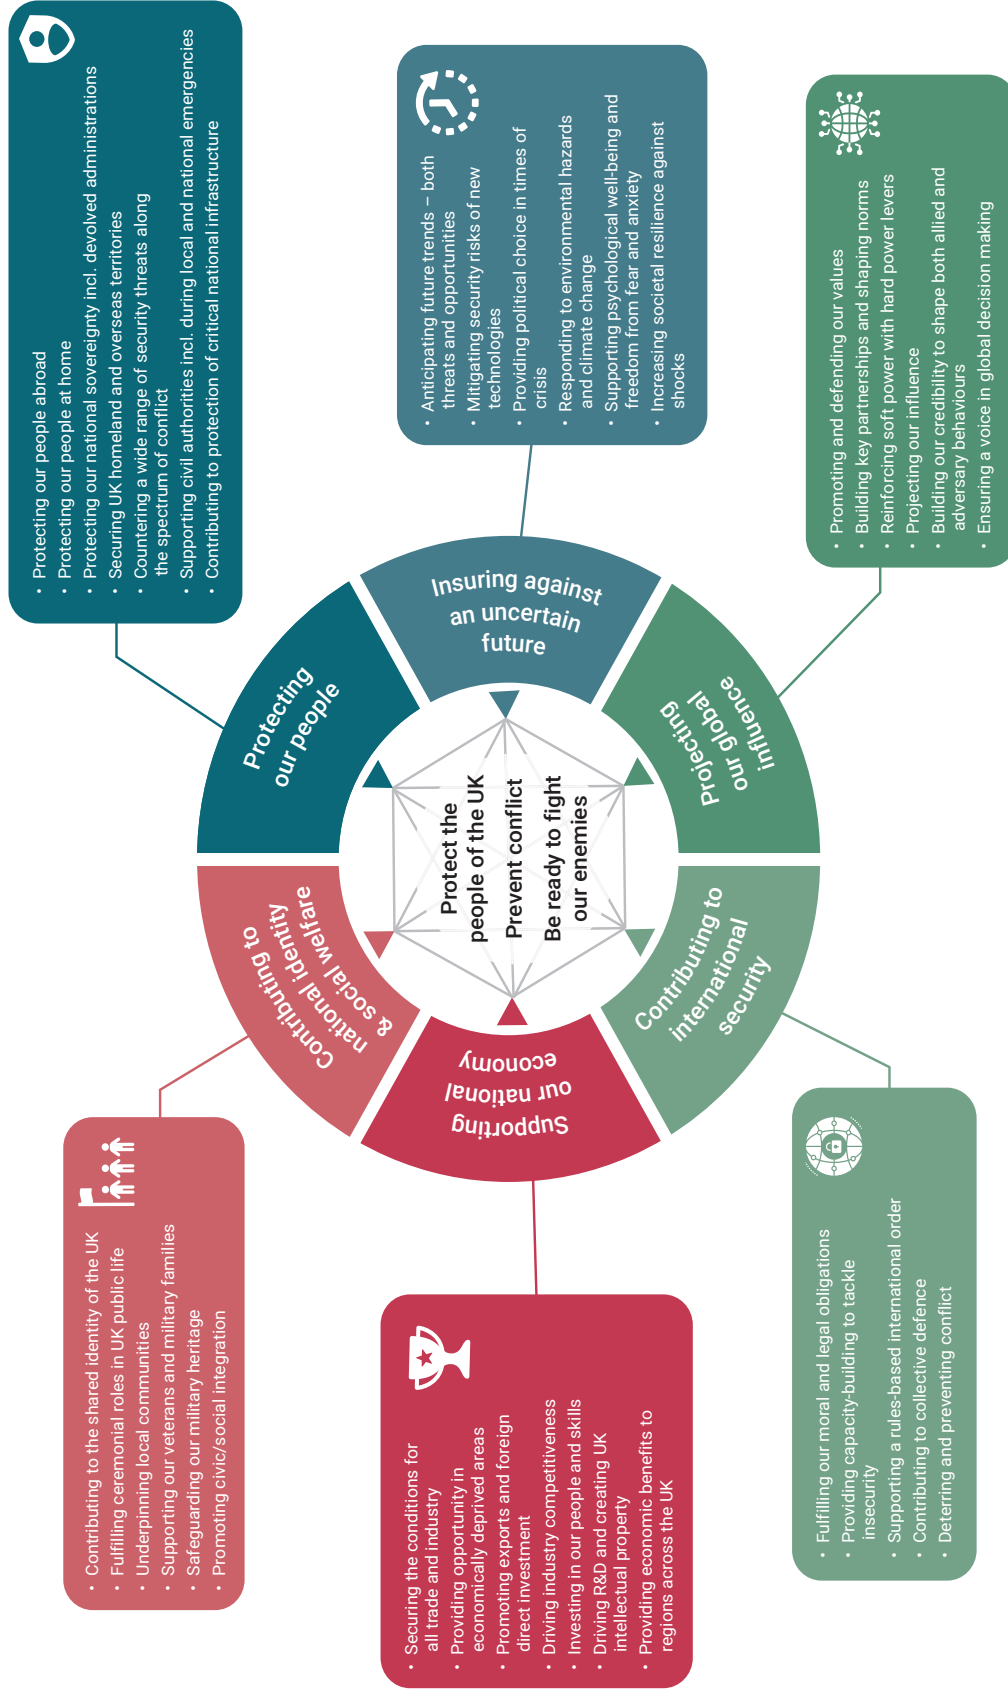 Protect the
people of the UK
Prevent conflict
Be ready to fight
our enemies
Protecting
our people
• Protecting our people abroad
• Protecting our people at home
• Protecting our national sovereignty incl. devolved administrations
• Securing UK homeland and overseas territories
• Countering a wide range of security threats along
the spectrum of conflict
• Supporting civil authorities incl. during local and national emergencies
• Contributing to protection of critical national infrastructure
Insuring against
an uncertain
future
• Anticipating future trends – both
threats and opportunities
• Mitigating security risks of new
technologies
• Providing political choice in times of
crisis
• Responding to environmental hazards
and climate change
• Supporting psychological well-being and
freedom from fear and anxiety
• Increasing societal resilience against
shocks
Projecting
our global
influence
• Promoting and defending our values
• Building key partnerships and shaping norms
• Reinforcing soft power with hard power levers
• Projecting our influence
• Building our credibility to shape both allied and
adversary behaviours
• Ensuring a voice in global decision making
Contributing to
international
security
• Fulfilling our moral and legal obligations
• Providing capacity-building to tackle
insecurity
• Supporting a rules-based international order
• Contributing to collective defence
• Deterring and preventing conflict
Supporting
our national
economy
• Securing the conditions for
all trade and industry
• Providing opportunity in
economically deprived areas
• Promoting exports and foreign
direct investment
• Driving industry competitiveness
• Investing in our people and skills
• Driving R&D and creating UK
intellectual property
• Providing economic benefits to
regions across the UK
Contributing to
national identity
& social welfare
• Contributing to the shared identity of the UK
• Fulfilling ceremonial roles in UK public life
• Underpinning local communities
• Supporting our veterans and military families
• Safeguarding our military heritage
• Promoting civic/social integration